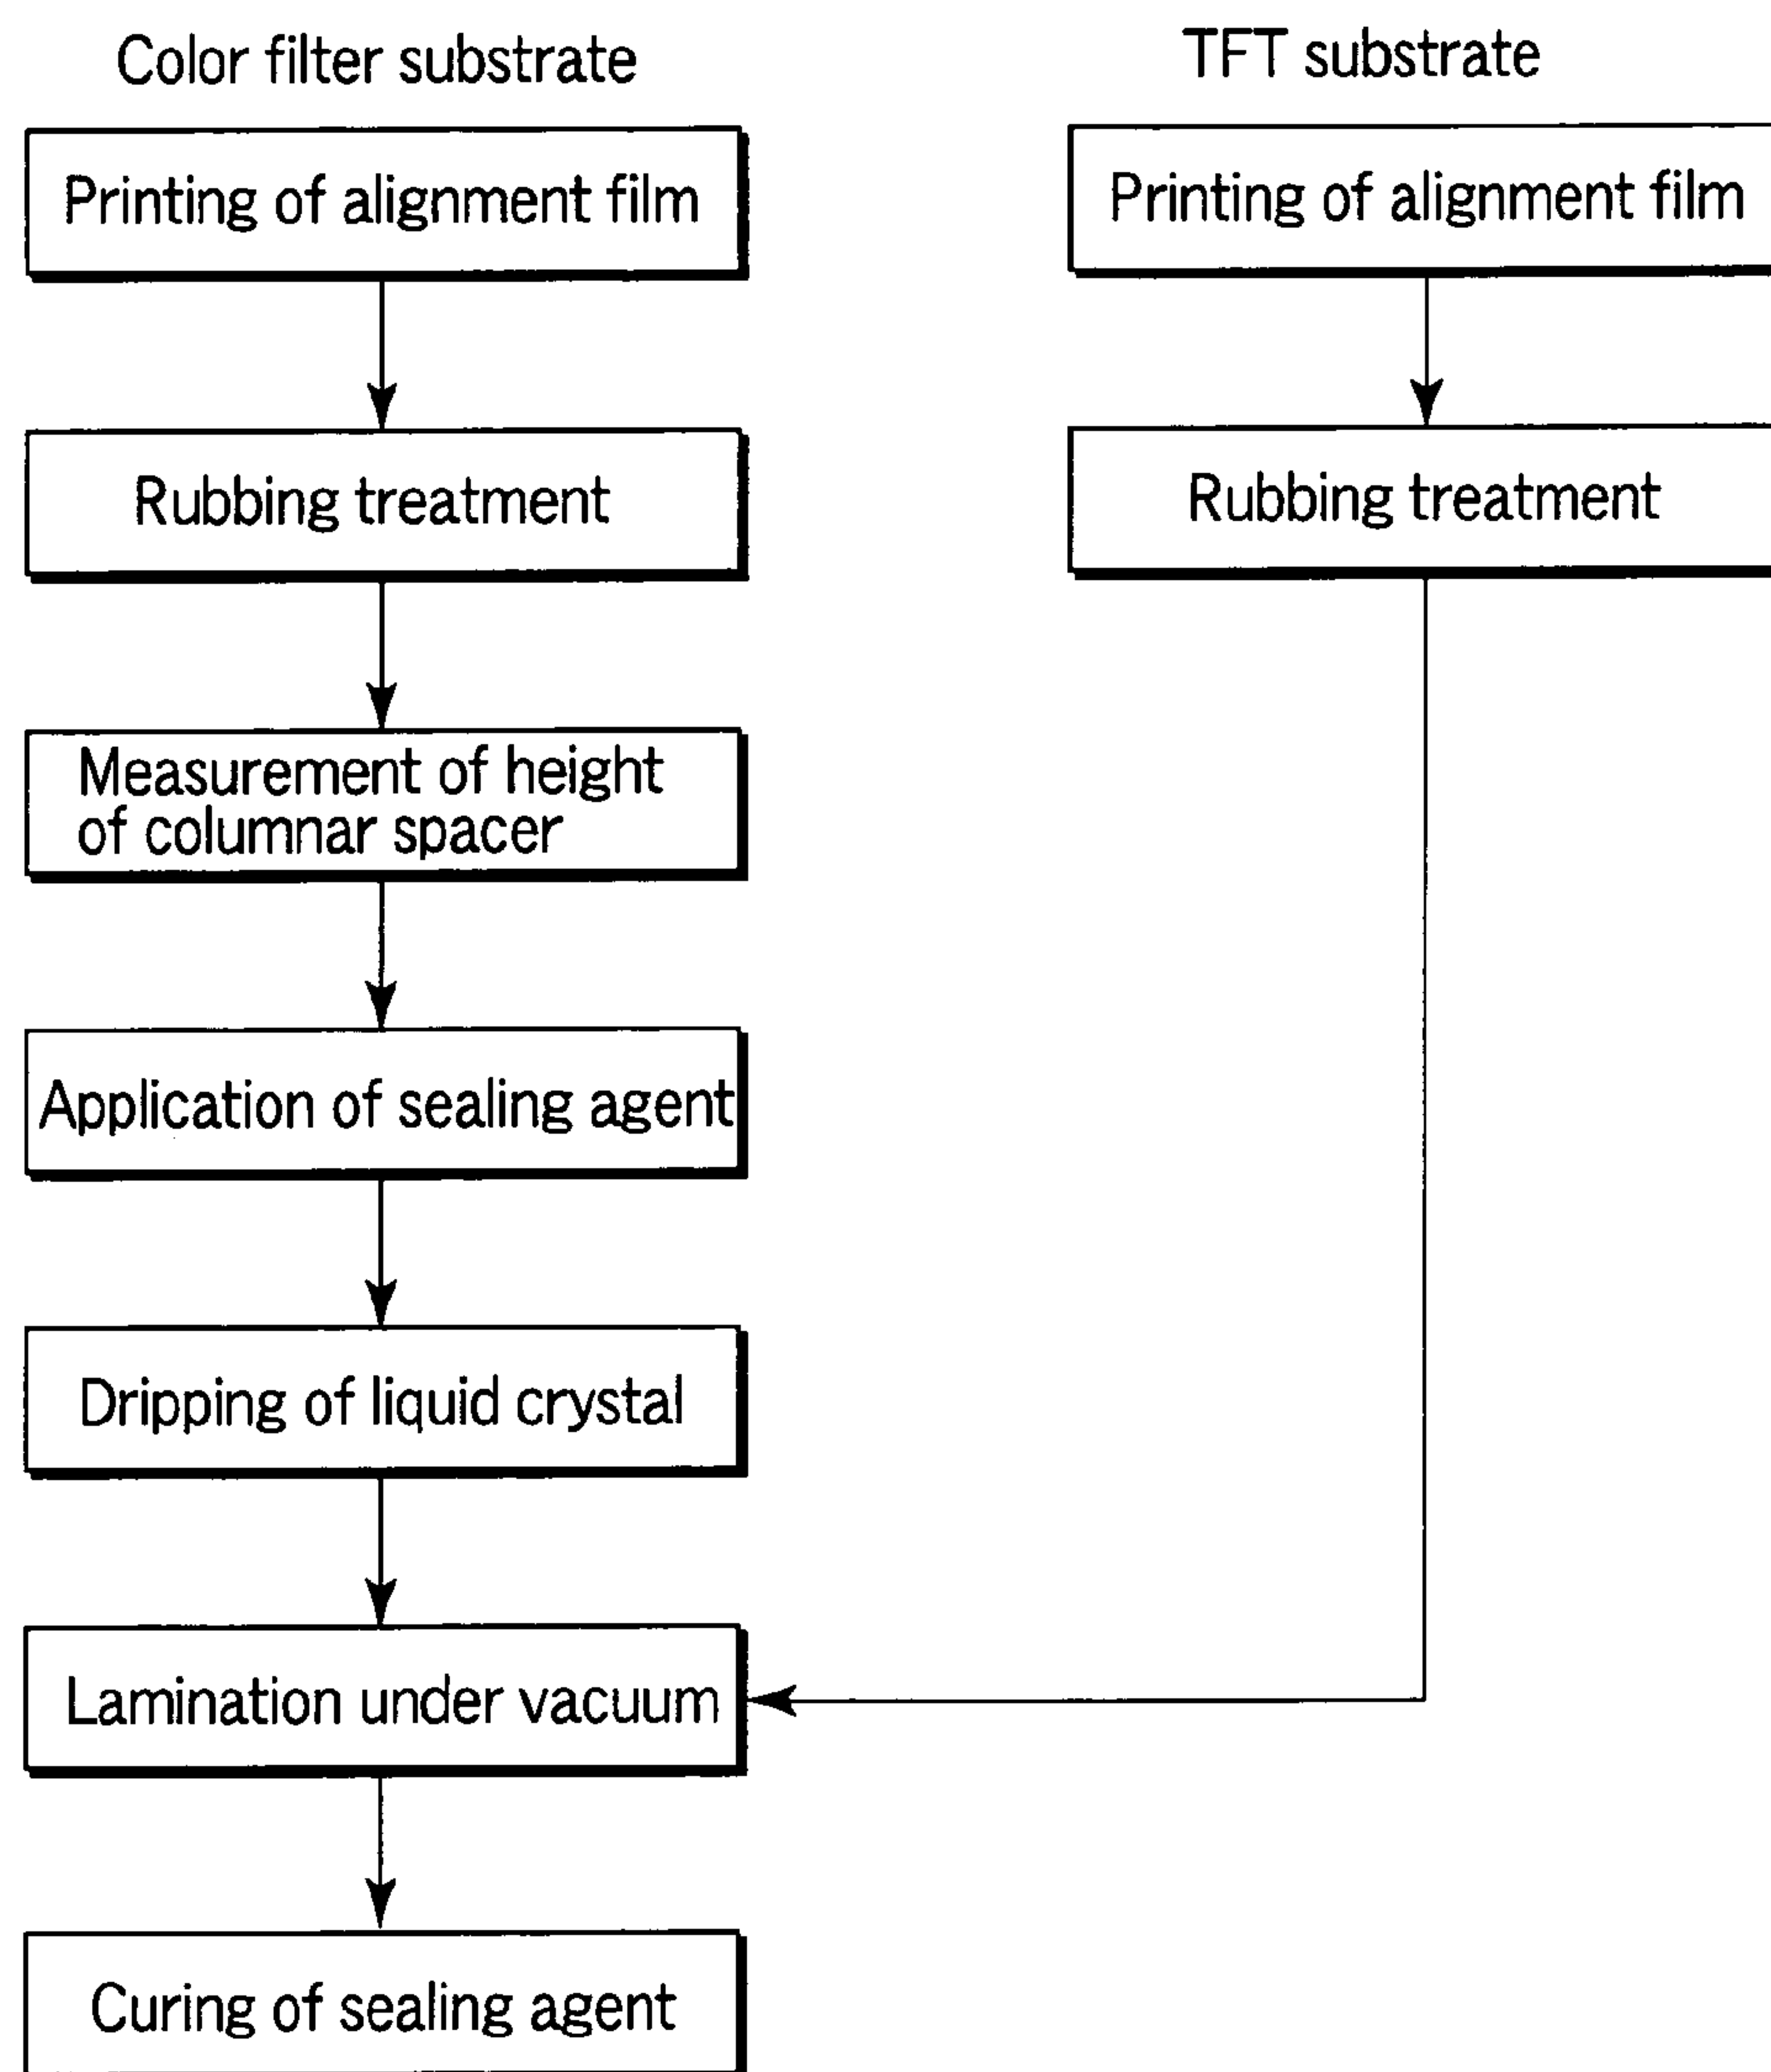 Color filter substrate
TFT substrate
Printing of alignment film
Printing of alignment film
Rubbing treatment
Rubbing treatment
Measurement of height
of columnar spacer
Application of sealing agent
Dripping of liquid crystal
Lamination under vacuum
Curing of sealing agent